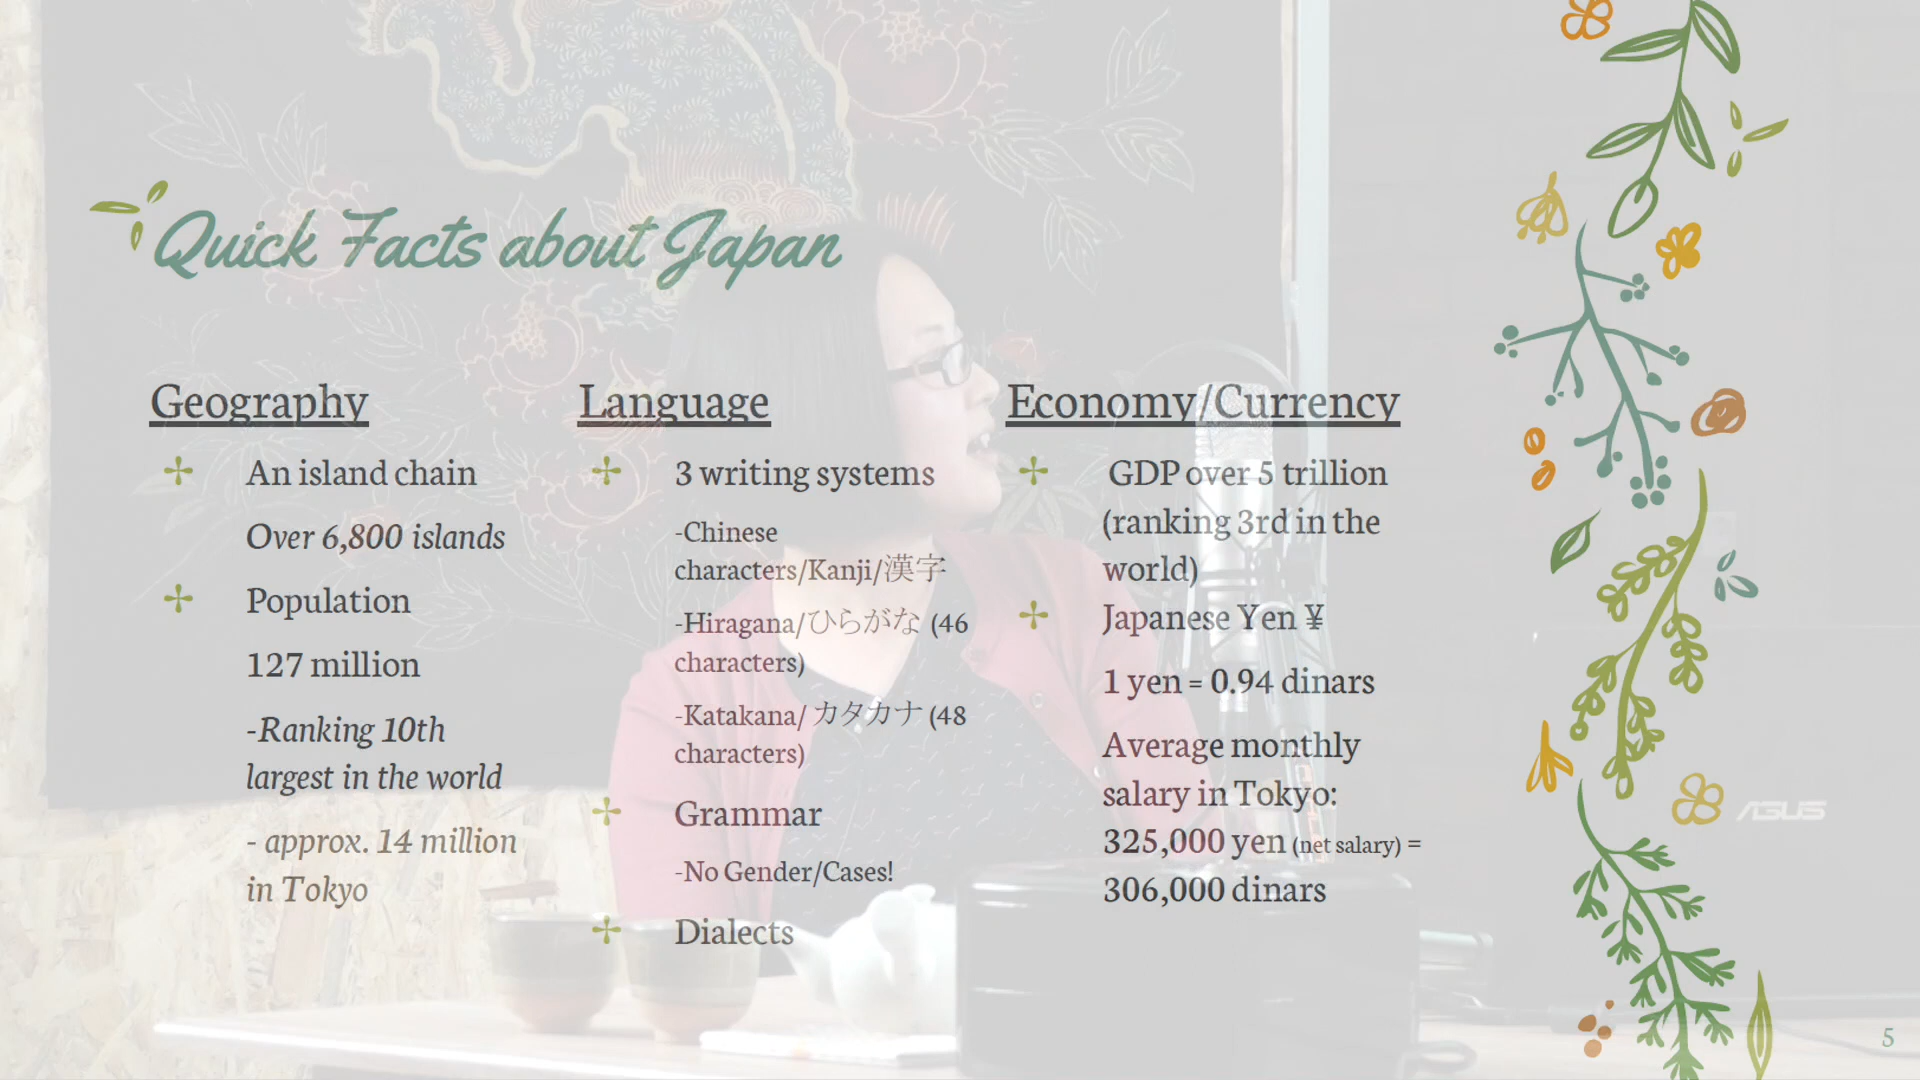 Quick Facts about Japan
Geography
An island chain
Over 6,800 islands
Population
127 million
-Ranking 10th
largest in the world
- approx. 14 million
in Tokyo
Language
3 writing systems
-Chinese
characters/Kanji/漢字
-Hiragana/ひらがな (46
characters)
-Katakana/ カタカナ (48
characters)
Grammar
-No Gender/Cases!
Dialects
Economy/Currency
GDP over 5 trillion
(ranking 3rd in the
world)
Japanese Yen ¥
1 yen = 0.94 dinars
Average monthly
salary in Tokyo:
325,000 yen (net salary) =
306,000 dinars
ASUS
5